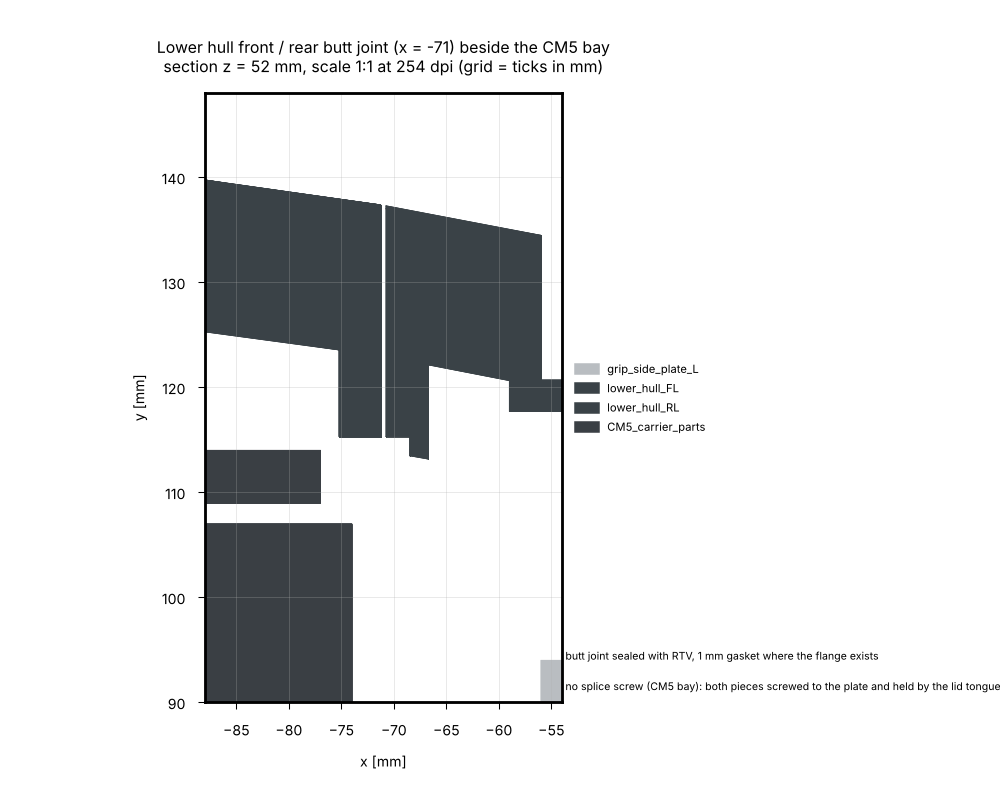 Lower hull front / rear butt joint (x = -71) beside the CM5 bay
section z = 52 mm, scale 1:1 at 254 dpi (grid = ticks in mm)
140
130
120
110
100
90
y [mm]
−85
−80
−75
−70
−65
−60
−55
x [mm]
grip_side_plate_L
lower_hull_FL
lower_hull_RL
CM5_carrier_parts
butt joint sealed with RTV, 1 mm gasket where the flange exists
no splice screw (CM5 bay): both pieces screwed to the plate and held by the lid tongue